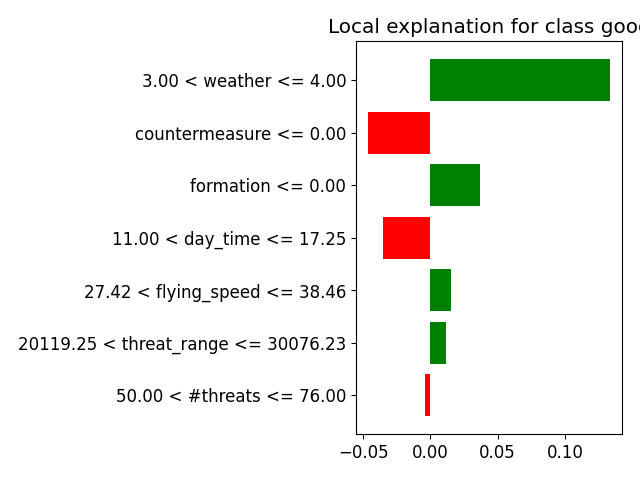 Local explanation for class good
3.00 < weather <= 4.00
countermeasure <= 0.00
formation <= 0.00
11.00 < day_time <= 17.25
27.42 < flying_speed <= 38.46
20119.25 < threat_range <= 30076.23
50.00 < #threats <= 76.00
−0.05 0.00 0.05 0.10